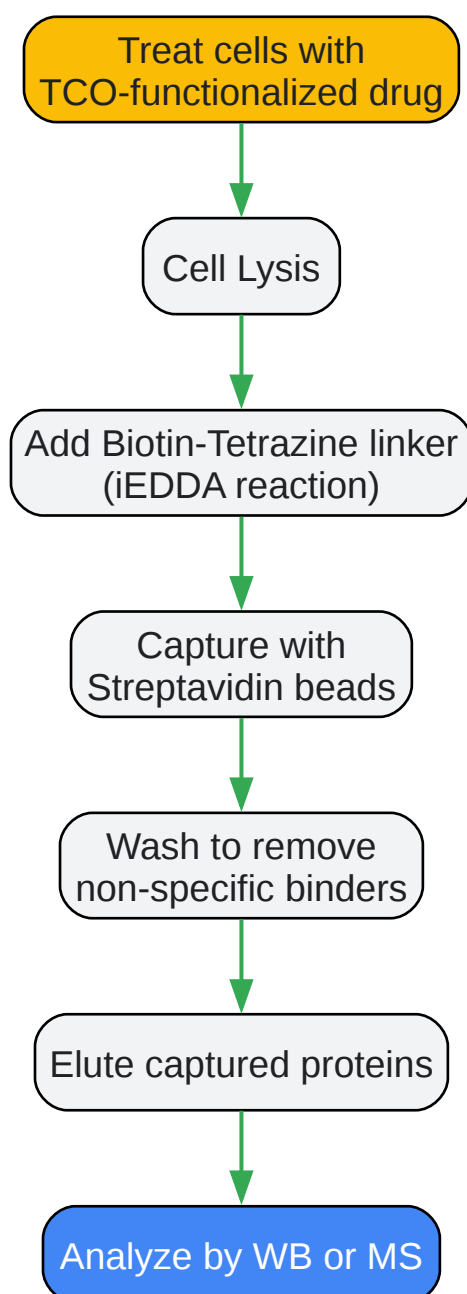 Treat cells with
TCO-functionalized drug
Cell Lysis
Add Biotin-Tetrazine linker
(iEDDA reaction)
Capture with
Streptavidin beads
Wash to remove
non-specific binders
Elute captured proteins
Analyze by WB or MS